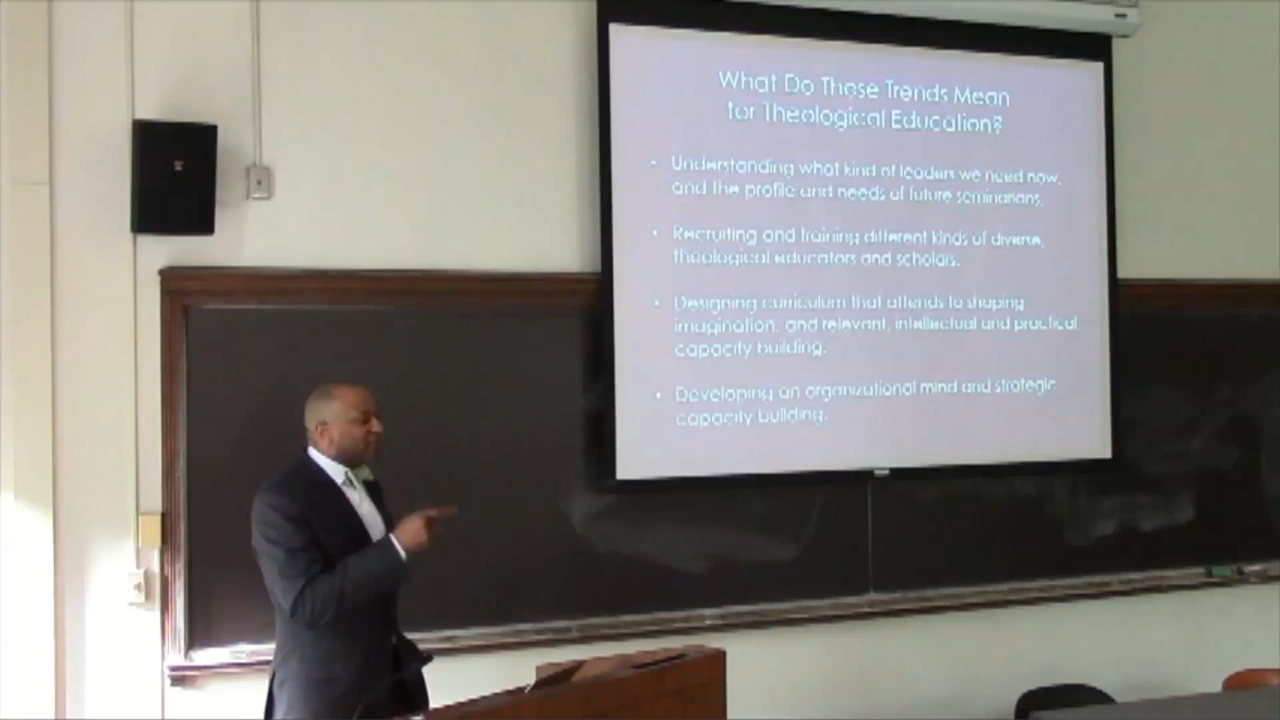 What Do These Trends Mean
for Theological Education?
• Understanding what kind of leaders we need now,
and the profile and needs of future seminarians.
• Recruiting and training different kinds of diverse,
theological educators and scholars.
• Designing curriculum that attends to shaping
imagination, and relevant, intellectual and practical
capacity building.
• Developing an organizational mind and strategic
capacity building.